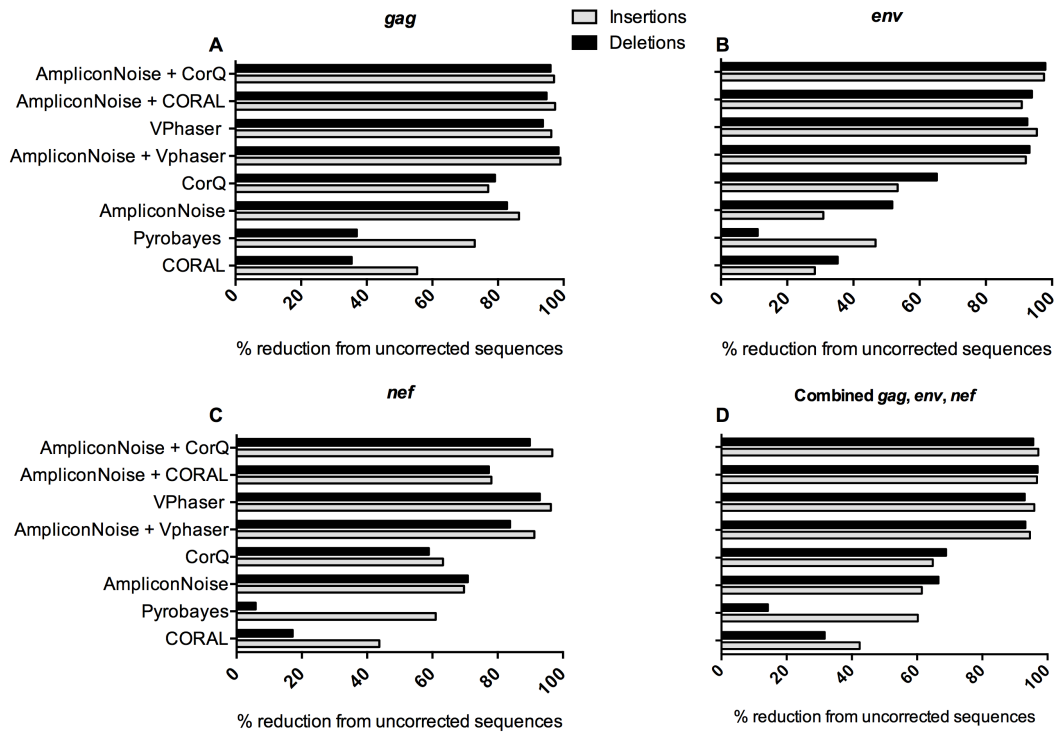 gag
Insertions
Deletions
env
A
B
AmpliconNoise + CorQ
AmpliconNoise + CORAL
VPhaser
AmpliconNoise + Vphaser
CorQ
AmpliconNoise
Pyrobayes
CORAL
0 20 40 60 80 100
0 20 40 60 80 100
% reduction from uncorrected sequences
% reduction from uncorrected sequences
nef
Combined gag, env, nef
C
D
AmpliconNoise + CorQ
AmpliconNoise + CORAL
VPhaser
AmpliconNoise + Vphaser
CorQ
AmpliconNoise
Pyrobayes
CORAL
0 20 40 60 80 100
0 20 40 60 80 100
% reduction from uncorrected sequences
% reduction from uncorrected sequences